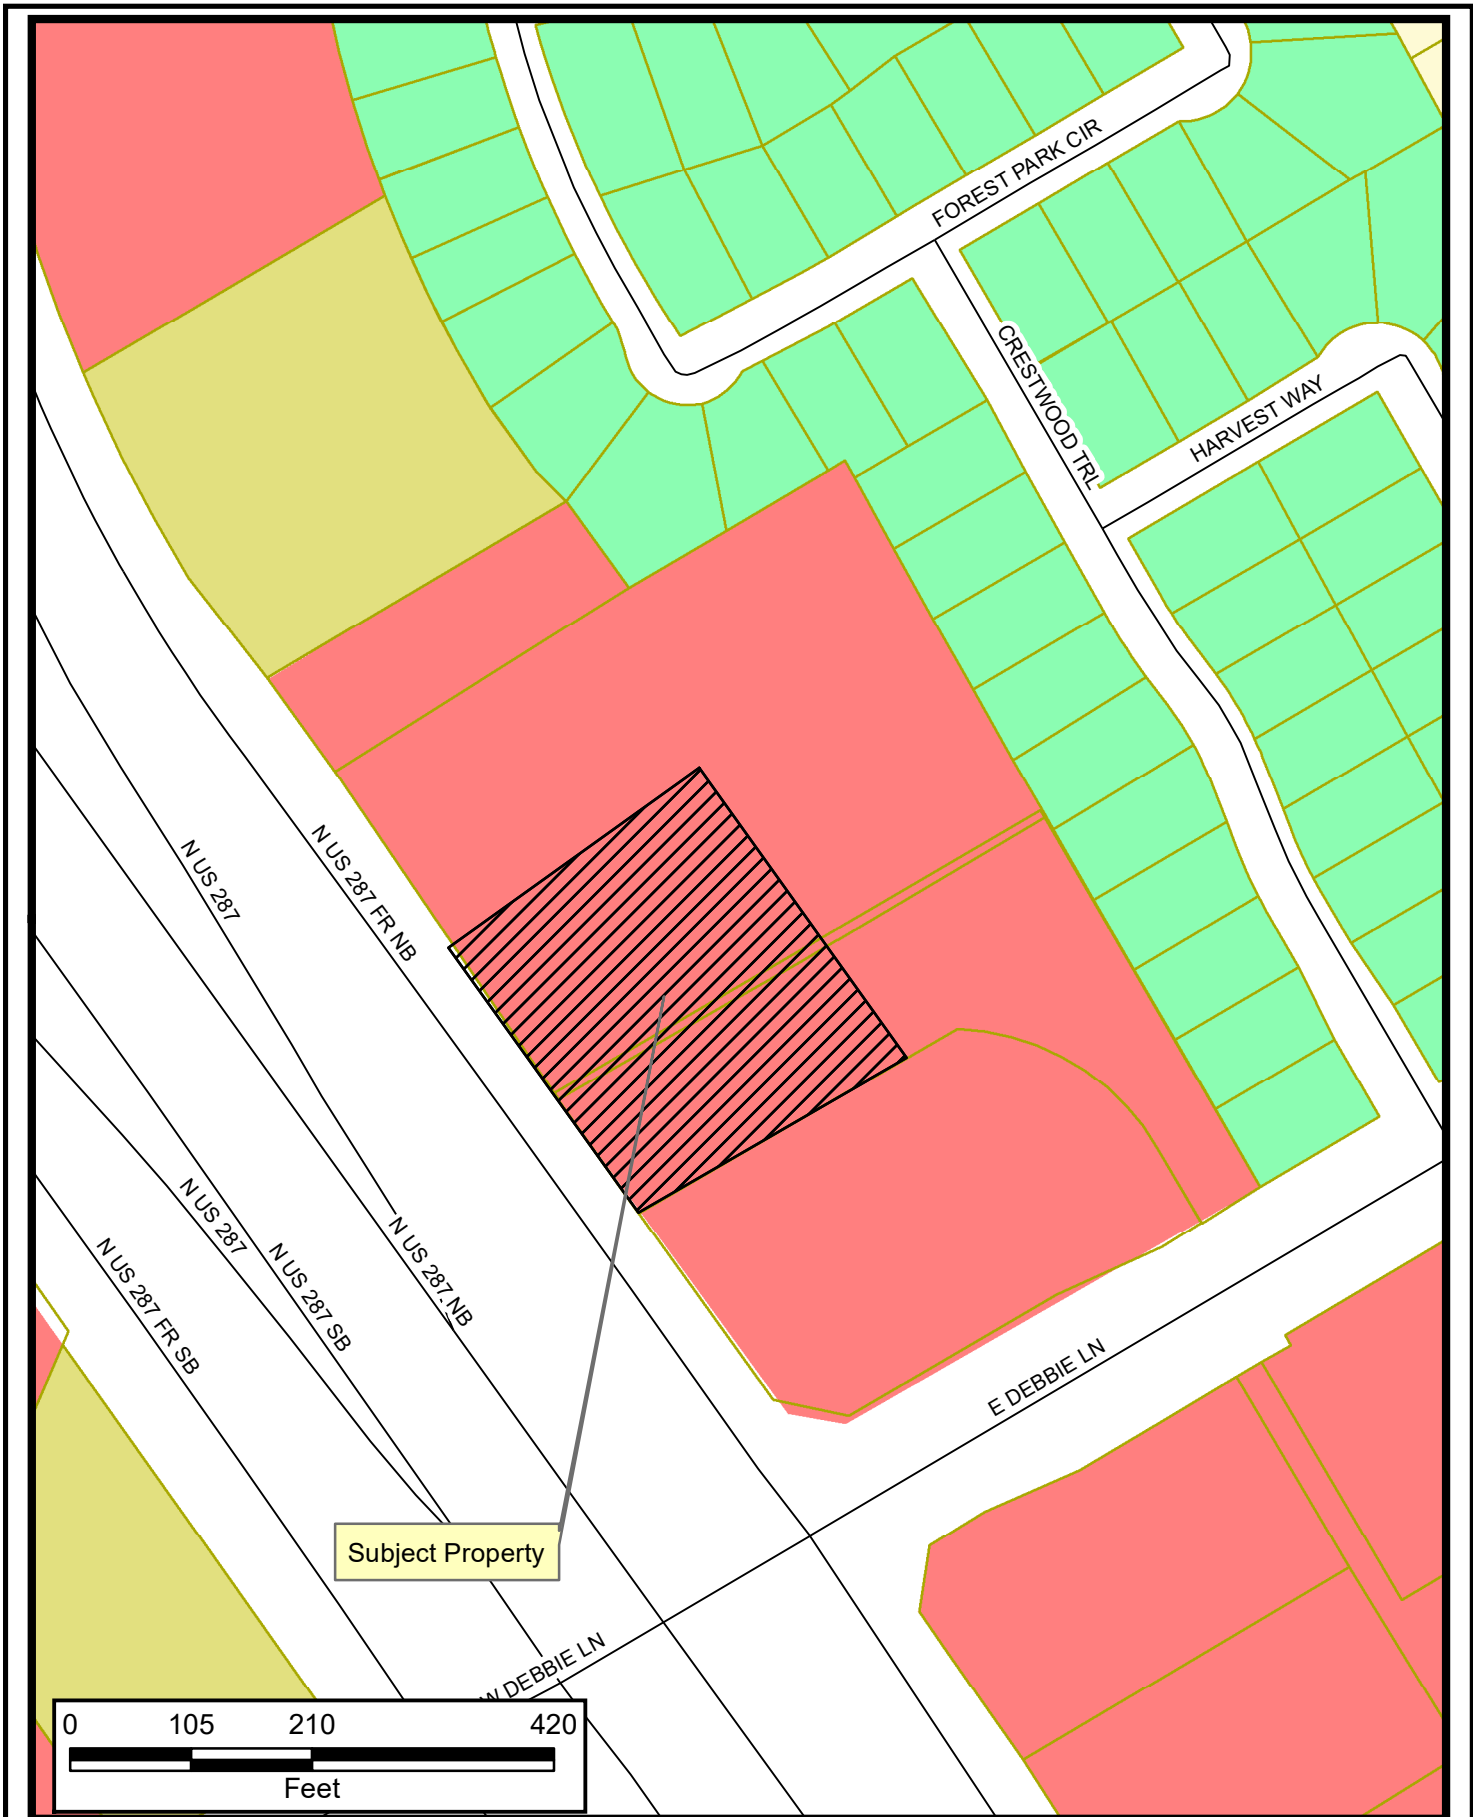 FOREST PARK CIR
CRESTWOOD TRL
HARVEST WAY
N US 287
N US 287 FR NB
N US 287
N US 287 SB
N US 287 NB
N US 287 FR SB
E DEBBIE LN
Subject Property
W DEBBIE LN
0 105 210 420
Feet